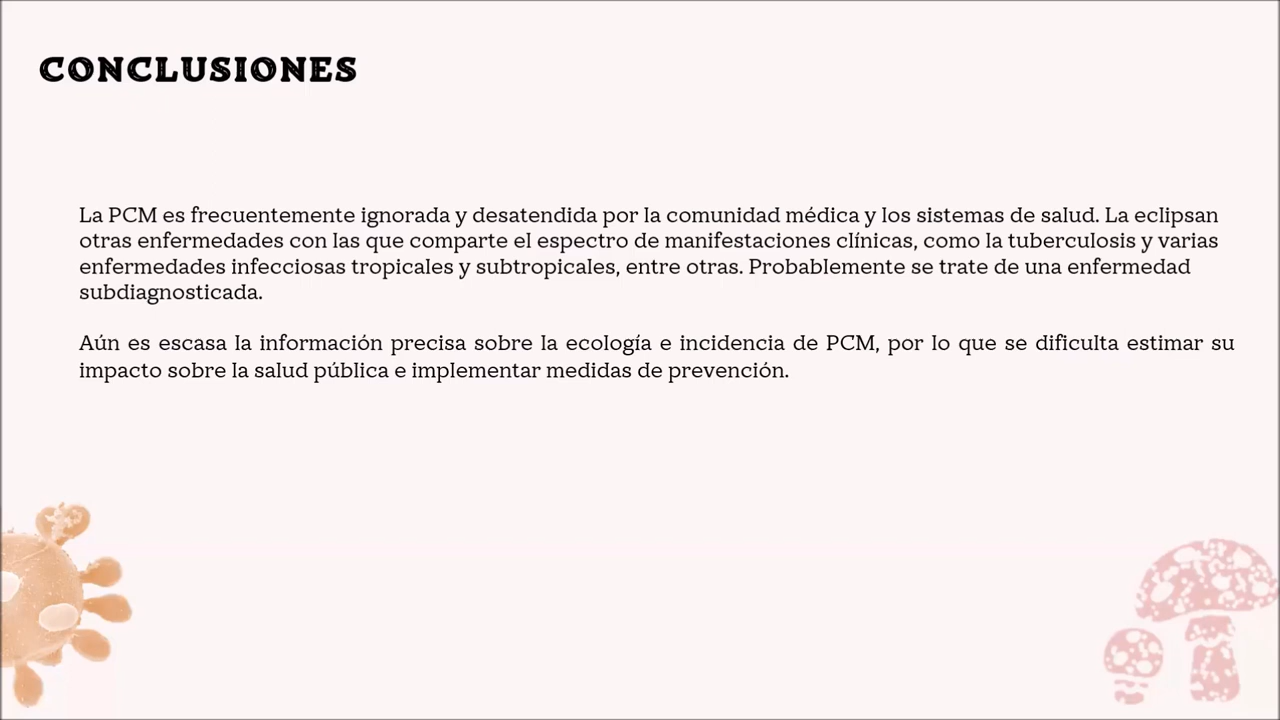 CONCLUSIONES
La PCM es frecuentemente ignorada y desatendida por la comunidad médica y los sistemas de salud. La eclipsan
otras enfermedades con las que comparte el espectro de manifestaciones clínicas, como la tuberculosis y varias
enfermedades infecciosas tropicales y subtropicales, entre otras. Probablemente se trate de una enfermedad
subdiagnosticada.
Aún es escasa la información precisa sobre la ecología e incidencia de PCM, por lo que se dificulta estimar su
impacto sobre la salud pública e implementar medidas de prevención.